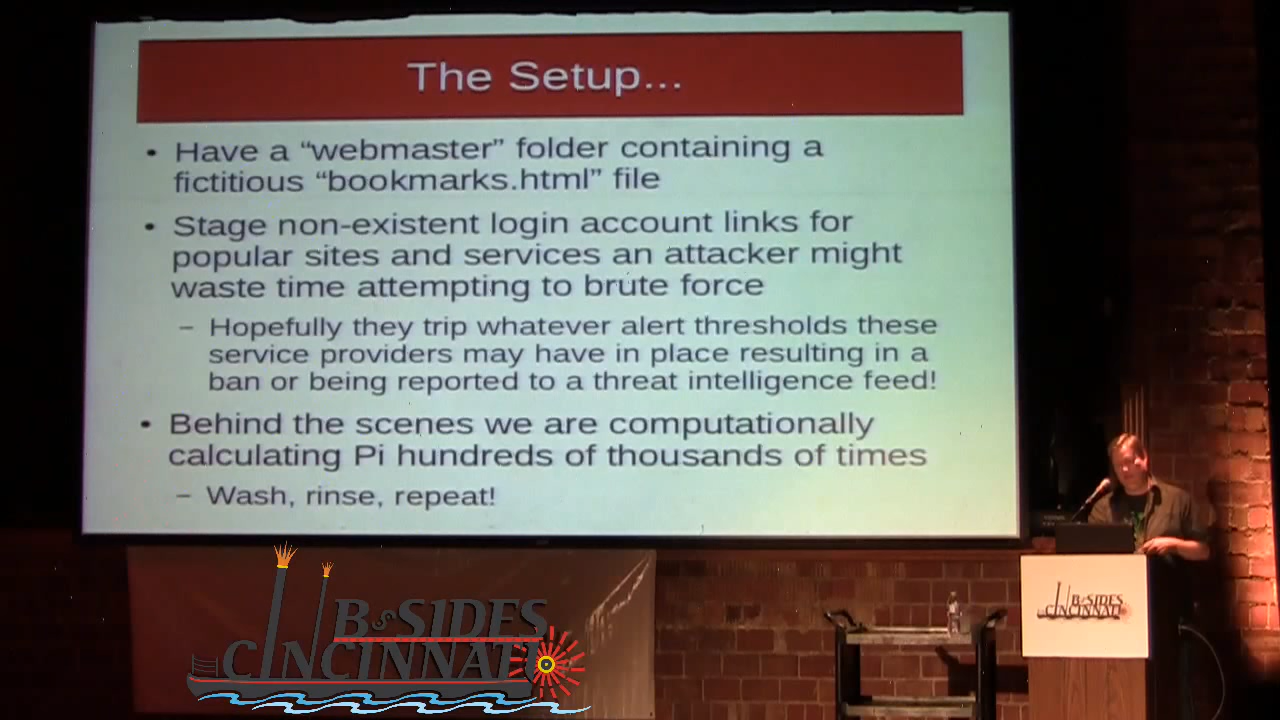 The Setup...
• Have a “webmaster” folder containing a
fictitious “bookmarks.html” file
• Stage non-existent login account links for
popular sites and services an attacker might
waste time attempting to brute force
– Hopefully they trip whatever alert thresholds these
service providers may have in place resulting in a
ban or being reported to a threat intelligence feed!
• Behind the scenes we are computationally
calculating Pi hundreds of thousands of times
– Wash, rinse, repeat!
BSIDES
CINCINNATI
BSIDES
CINCINNATI